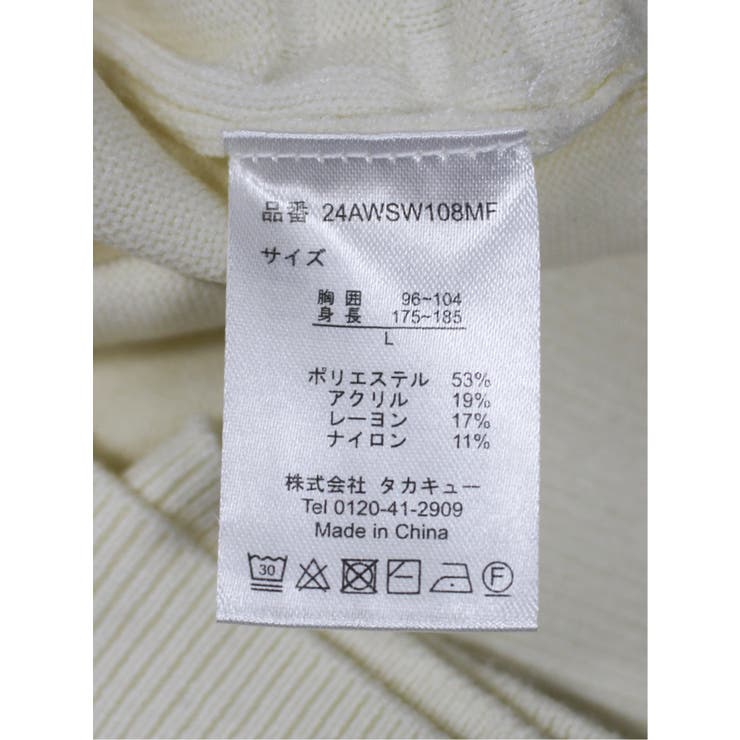 品番 24AWSW108MF
サイズ
胸囲 96~104
身長 175~185
L
ポリエステル 53%
アクリル 19%
レーヨン 17%
ナイロン 11%
株式会社 タカキュー
Tel 0120-41-2909
Made in China
30 F